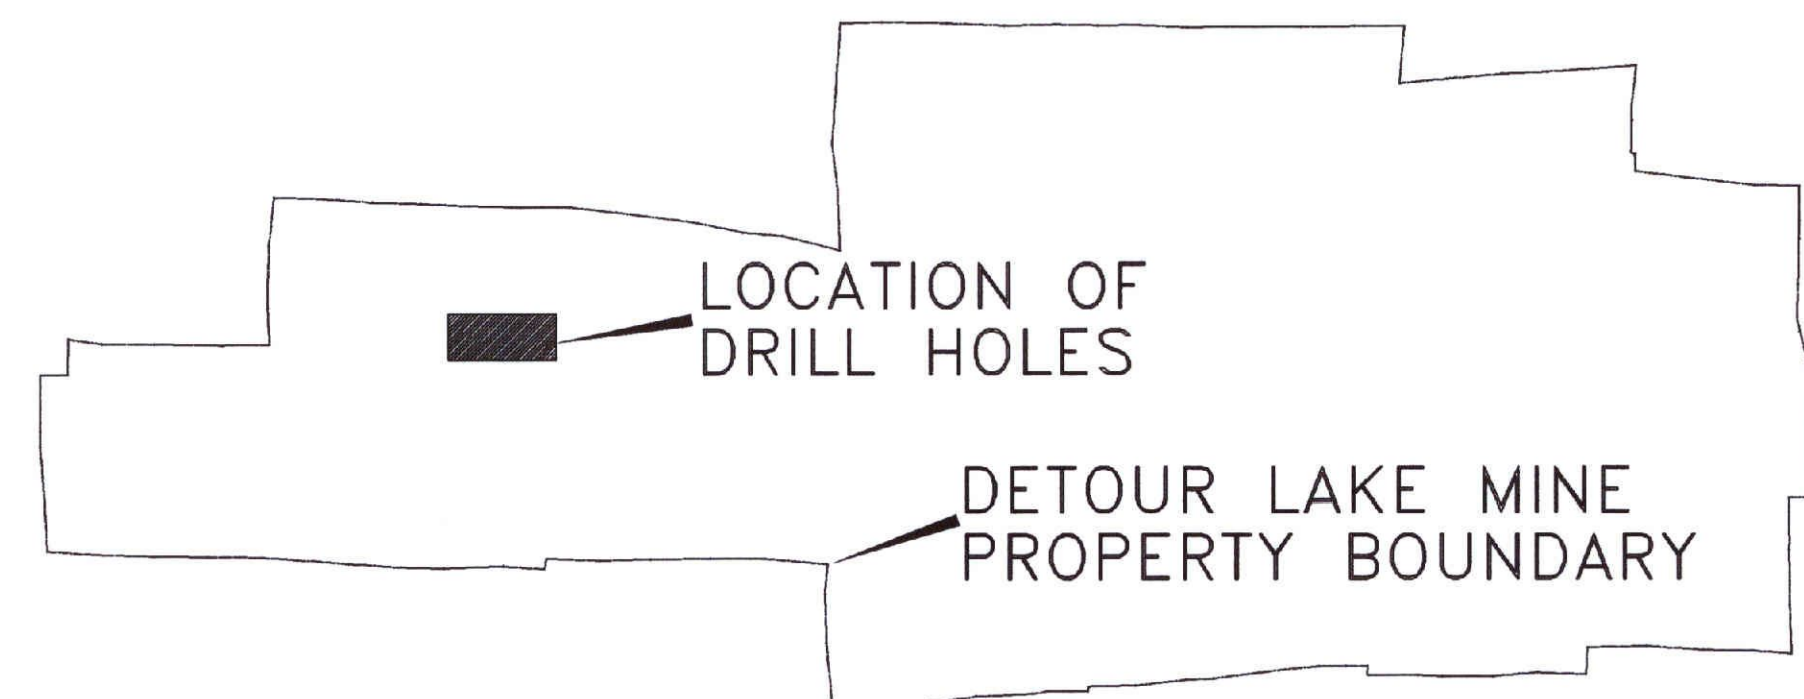 LOCATION OF
DRILL HOLES
DETOUR LAKE MINE
PROPERTY BOUNDARY